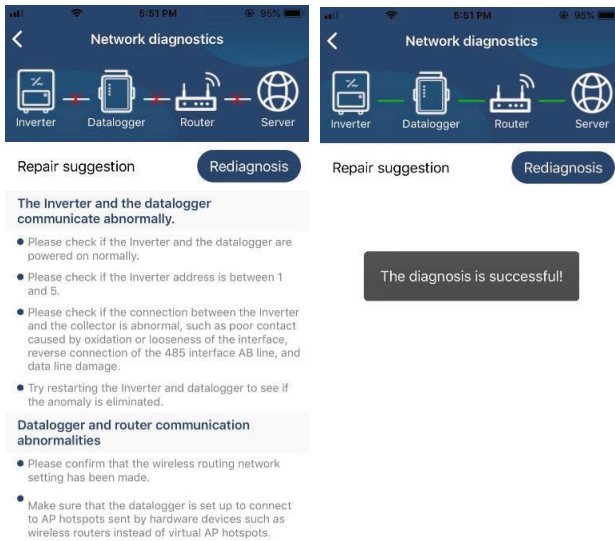 5:51 PM
95%
Network diagnostics
Inverter
Datalogger
Router
Server
Repair suggestion
Rediagnosis
The Inverter and the datalogger
communicate abnormally.
Please check if the Inverter and the datalogger are
powered on normally.
Please check if the Inverter address is between 1
and 5.
Please check if the connection between the Inverter
and the collector is abnormal, such as poor contact
caused by oxidation or looseness of the interface,
reverse connection of the 485 interface AB line, and
data line damage.
Try restarting the Inverter and datalogger to see if
the anomaly is eliminated.
Datalogger and router communication
abnormalities
Please confirm that the wireless routing network
setting has been made.
Make sure that the datalogger is set up to connect
to AP hotspots sent by hardware devices such as
wireless routers instead of virtual AP hotspots.
5:51 PM
95%
Network diagnostics
Inverter
Datalogger
Router
Server
Repair suggestion
Rediagnosis
The diagnosis is successful!